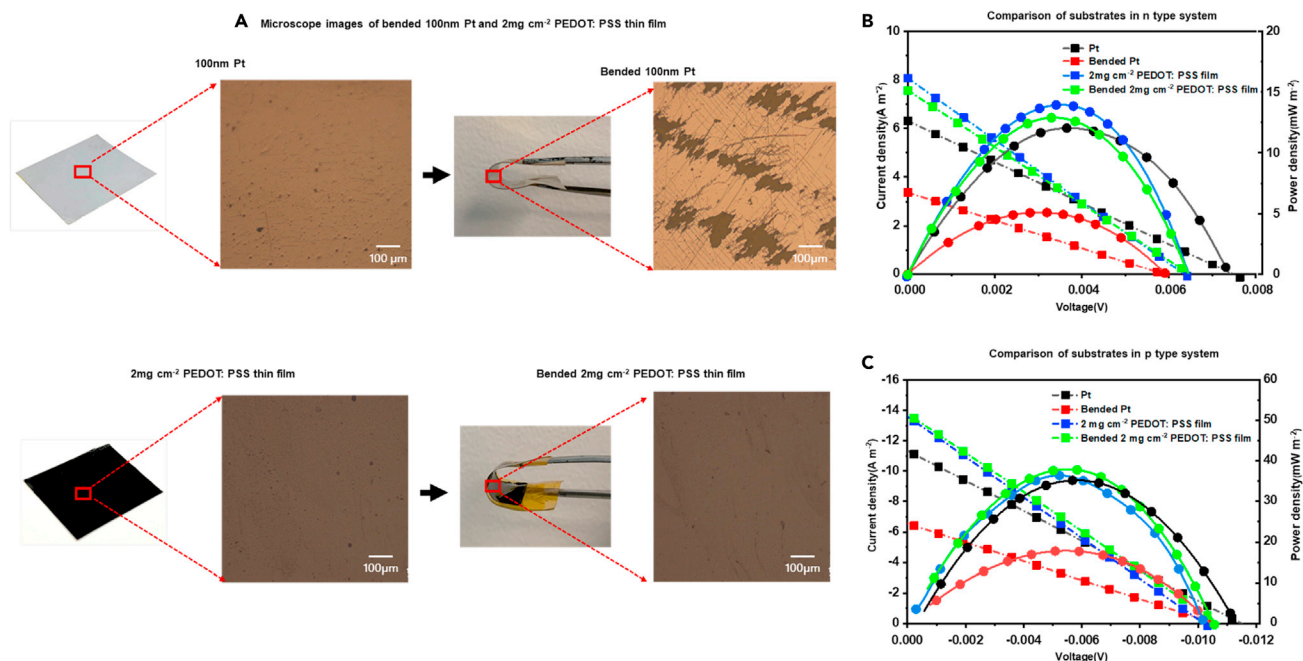 A
Microscope images of bended 100nm Pt and 2mg cm⁻² PEDOT: PSS thin film
100nm Pt
Bended 100nm Pt
100 µm
100 µm
2mg cm⁻² PEDOT: PSS thin film
Bended 2mg cm⁻² PEDOT: PSS thin film
100µm
100µm
B
Comparison of substrates in n type system
Pt
Bended Pt
2mg cm⁻² PEDOT: PSS film
Bended 2mg cm⁻² PEDOT: PSS film
Current density(A m⁻²)
10
8
6
4
2
0
Power density(mW m⁻²)
20
15
10
5
0
0.000 0.002 0.004 0.006 0.008
Voltage(V)
C
Comparison of substrates in p type system
Pt
Bended Pt
2 mg cm⁻² PEDOT: PSS film
Bended 2 mg cm⁻² PEDOT: PSS film
Current density(A m⁻²)
-16
-14
-12
-10
-8
-6
-4
-2
0
Power density(mW m⁻²)
60
50
40
30
20
10
0
0.000 -0.002 -0.004 -0.006 -0.008 -0.010 -0.012
Voltage(V)